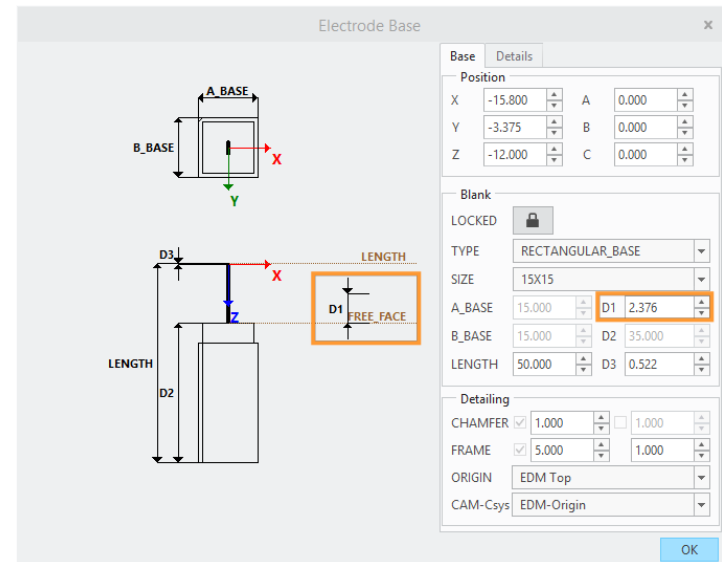 Electrode Base ×
Base Details
Position
X -15.800 A 0.000
Y -3.375 B 0.000
Z -12.000 C 0.000
Blank
LOCKED
TYPE RECTANGULAR_BASE
SIZE 15X15
A_BASE 15.000 D1 2.376
B_BASE 15.000 D2 35.000
LENGTH 50.000 D3 0.522
Detailing
CHAMFER 1.000 1.000
FRAME 5.000 1.000
ORIGIN EDM Top
CAM-Csys EDM-Origin
OK
A_BASE
B_BASE
X
Y
D3
LENGTH
X
D1
Z
FREE_FACE
LENGTH
D2